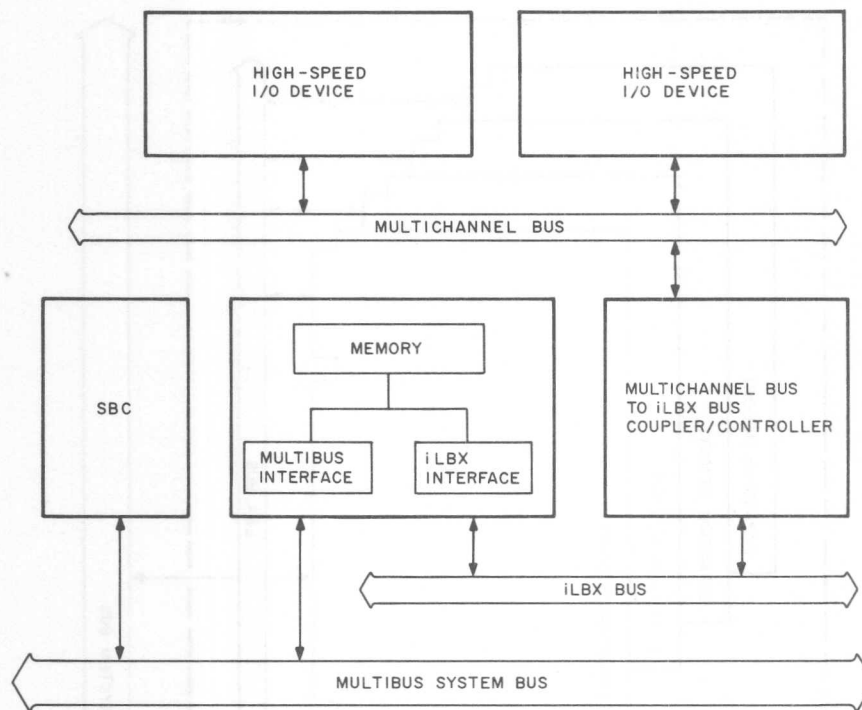 HIGH-SPEED
I/O DEVICE
HIGH-SPEED
I/O DEVICE
MULTICHANNEL BUS
SBC
MEMORY
MULTIBUS
INTERFACE
iLBX
INTERFACE
MULTICHANNEL BUS
TO iLBX BUS
COUPLER/CONTROLLER
iLBX BUS
MULTIBUS SYSTEM BUS